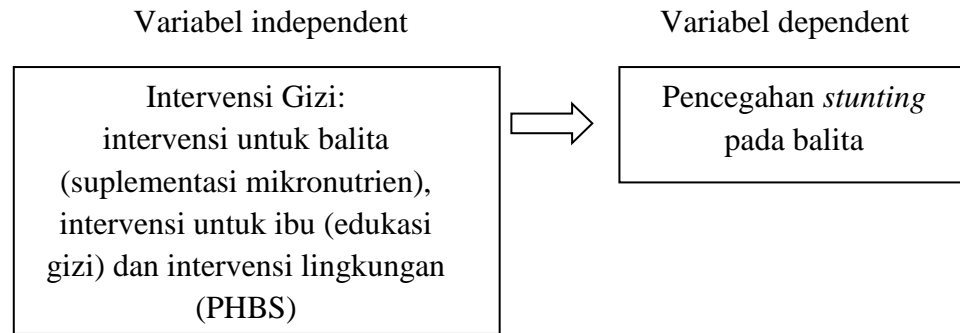 Variabel independent
Variabel dependent
Intervensi Gizi:
intervensi untuk balita
(suplementasi mikronutrien),
intervensi untuk ibu (edukasi
gizi) dan intervensi lingkungan
(PHBS)
Pencegahan stunting
pada balita